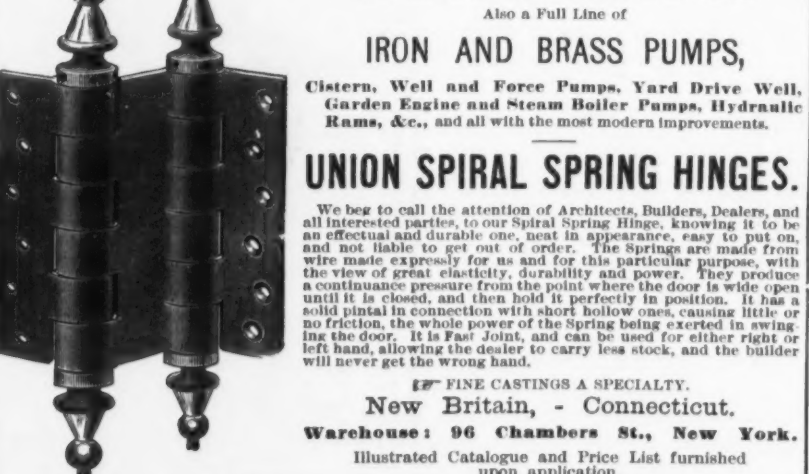 Also a Full Line of
IRON AND BRASS PUMPS,
Cistern, Well and Force Pumps, Yard Drive Well,
Garden Engine and Steam Boiler Pumps, Hydraulic
Rams, &c., and all with the most modern improvements.
UNION SPIRAL SPRING HINGES.
We beg to call the attention of Architects, Builders, Dealers, and
all interested parties, to our Spiral Spring Hinge, knowing it to be
an effectual and durable one, neat in appearance, easy to put on,
and not liable to get out of order. The Springs are made from
wire made expressly for us and for this particular purpose, with
the view of great elasticity, durability and power. They produce
a continuance pressure from the point where the door is wide open
until it is closed, and then hold it perfectly in position. It has a
solid pintal in connection with short hollow ones, causing little or
no friction, the whole power of the Spring being exerted in swing-
ing the door. It is Fast Joint, and can be used for either right or
left hand, allowing the dealer to carry less stock, and the builder
will never get the wrong hand.
☞ FINE CASTINGS A SPECIALTY.
New Britain, - Connecticut.
Warehouse: 96 Chambers St., New York.
Illustrated Catalogue and Price List furnished
upon application.